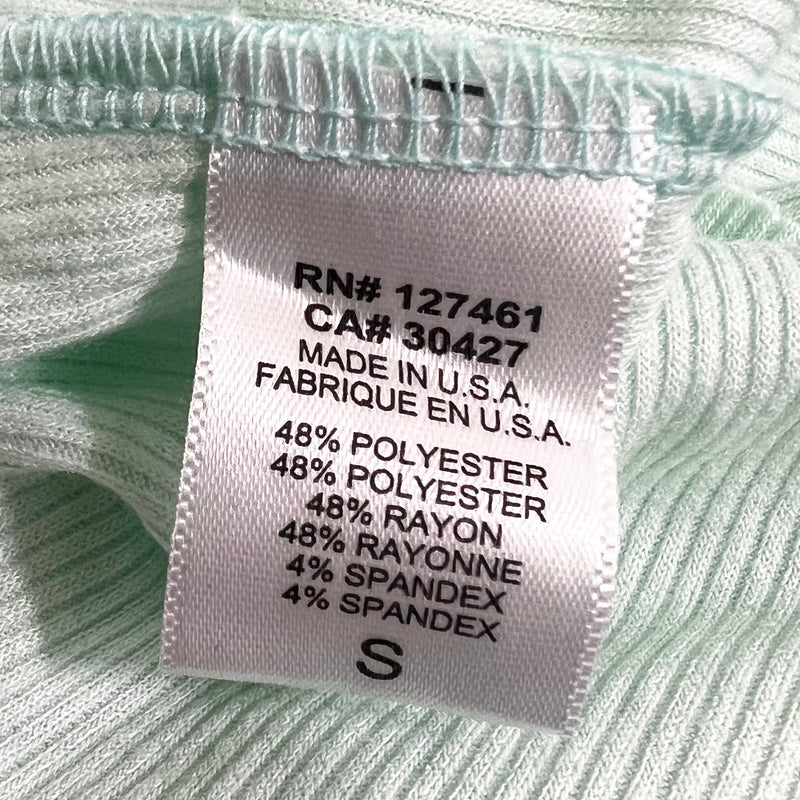 RN# 127461
CA# 30427
MADE IN U.S.A.
FABRIQUE EN U.S.A.
48% POLYESTER
48% POLYESTER
48% RAYON
48% RAYONNE
4% SPANDEX
4% SPANDEX
S